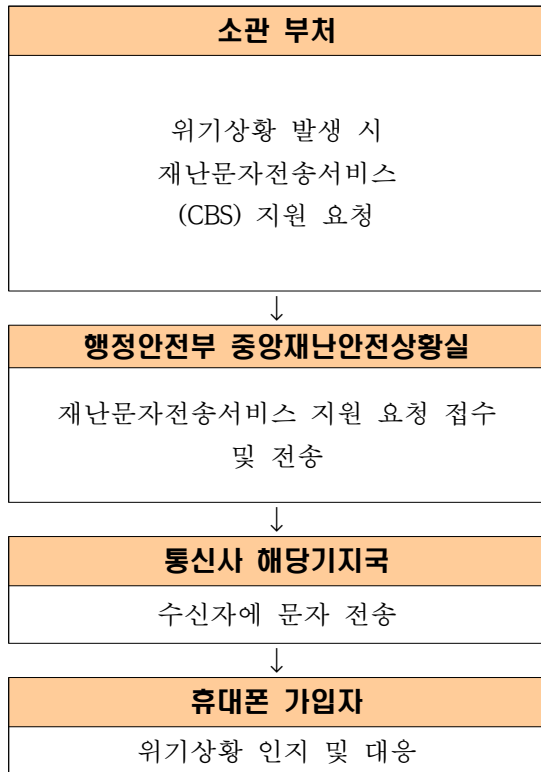 소관 부처
위기상황 발생 시
재난문자전송서비스
(CBS) 지원 요청
↓
행정안전부 중앙재난안전상황실
재난문자전송서비스 지원 요청 접수
및 전송
↓
통신사 해당기지국
수신자에 문자 전송
↓
휴대폰 가입자
위기상황 인지 및 대응